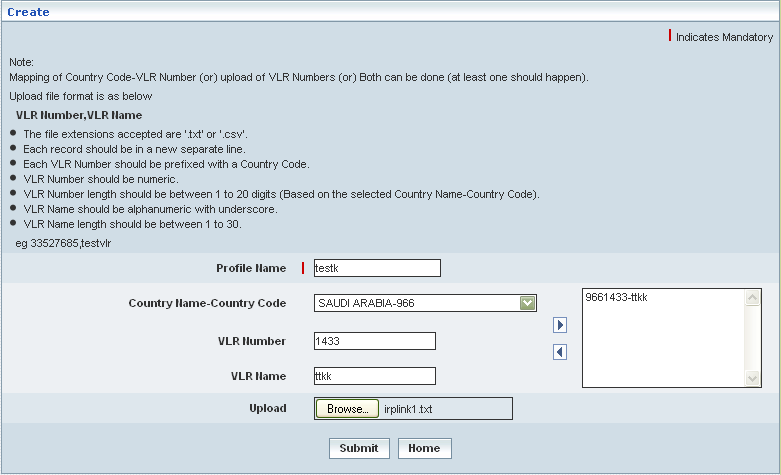 Create
Indicates Mandatory
Note:
Mapping of Country Code-VLR Number (or) upload of VLR Numbers (or) Both can be done (at least one should happen).
Upload file format is as below
VLR Number,VLR Name
The file extensions accepted are '.txt' or '.csv'.
Each record should be in a new separate line.
Each VLR Number should be prefixed with a Country Code.
VLR Number should be numeric.
VLR Number length should be between 1 to 20 digits (Based on the selected Country Name-Country Code).
VLR Name should be alphanumeric with underscore.
VLR Name length should be between 1 to 30.
eg 33527685,testvlr
Profile Name testk
Country Name-Country Code SAUDI ARABIA-966
9661433-ttkk
VLR Number 1433
VLR Name ttkk
Upload Browse... irplink1.txt
Submit Home